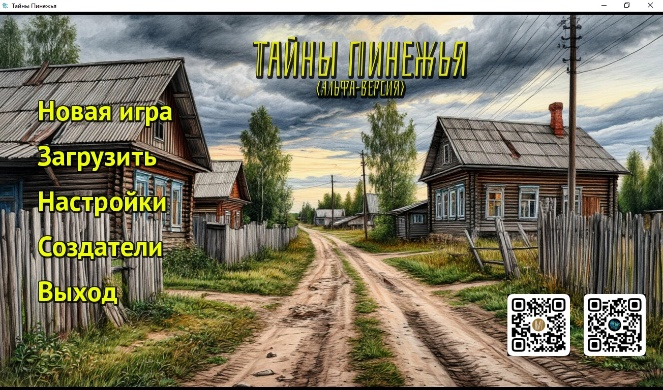 Тайны Пинежья
ТАЙНЫ ПИНЕЖЬЯ
(АЛЬФА-ВЕРСИЯ)
Новая игра
Загрузить
Настройки
Создатели
Выход